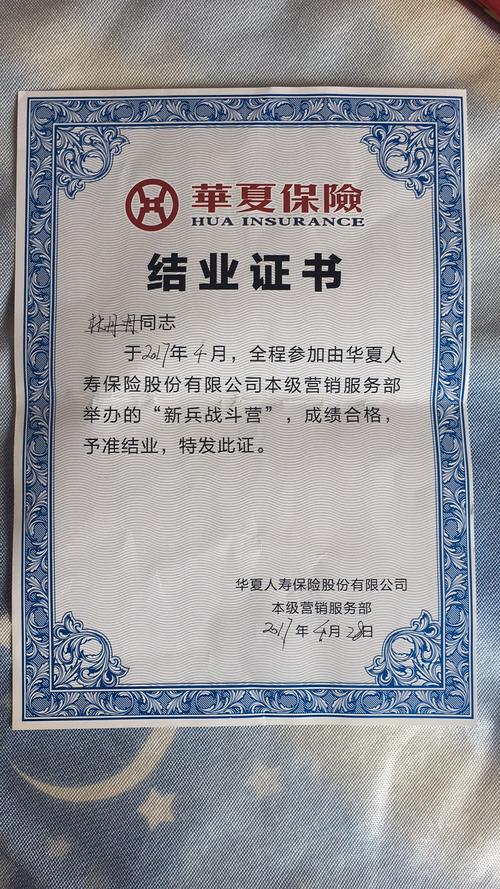 華夏保險
HUA INSURANCE
结业证书
林丹丹同志
于2017年4月，全程参加由华夏人
寿保险股份有限公司本级营销服务部
举办的“新兵战斗营”，成绩合格，
予准结业，特发此证。
华夏人寿保险股份有限公司
本级营销服务部
2017年4月28日